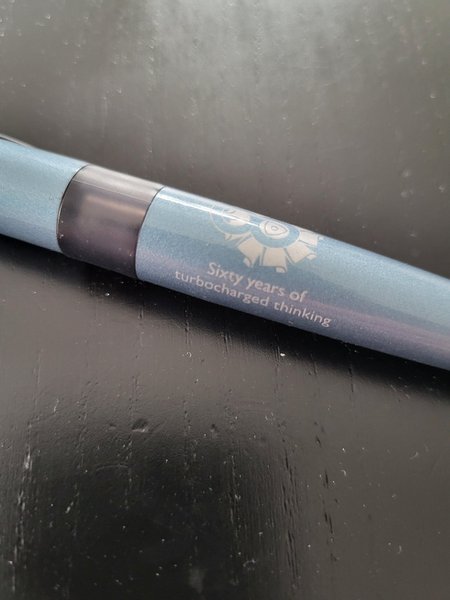 Sixty years of
turbocharged thinking